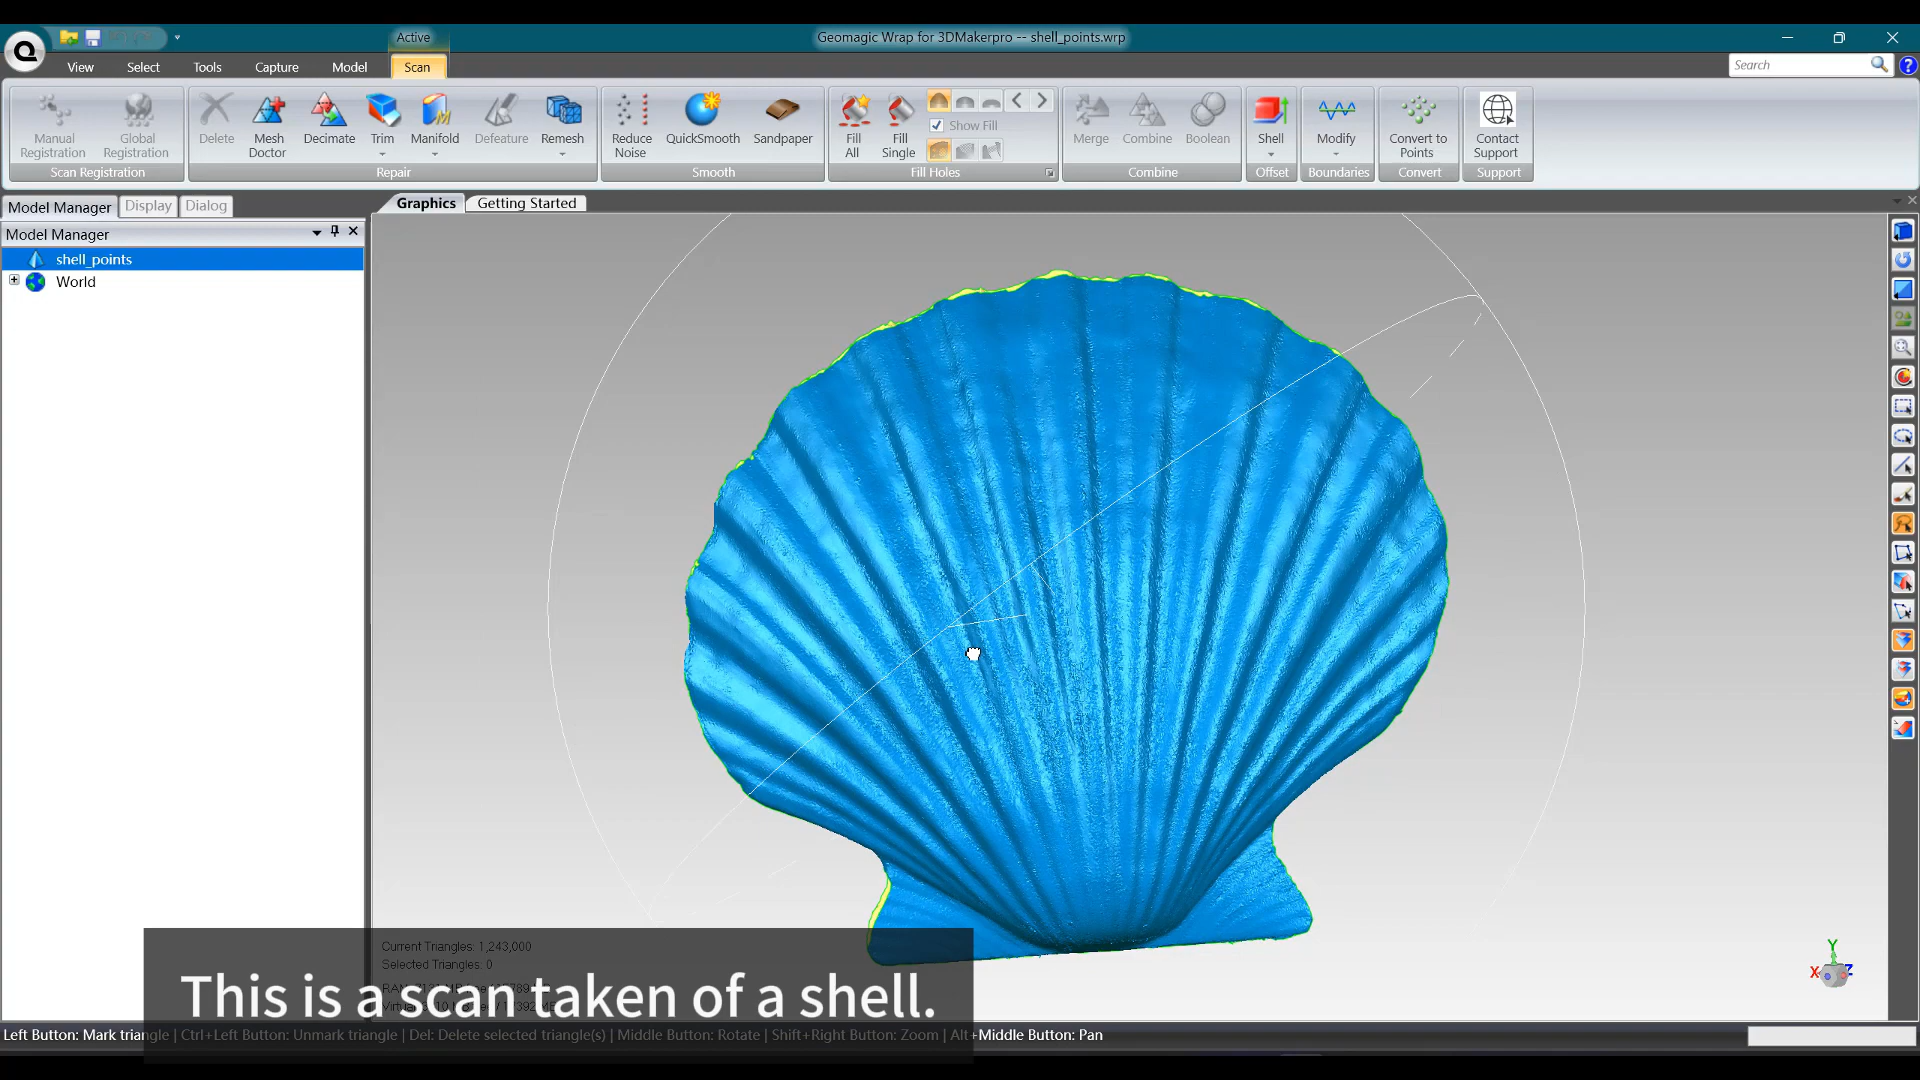 Active
Geomagic Wrap for 3DMakerpro -- shell_points.wrp
View Select Tools Capture Model Scan
Search
Manual Registration
Global Registration
Scan Registration
Delete
Mesh Doctor
Decimate
Trim
Manifold
Defeature
Remesh
Repair
Reduce Noise
QuickSmooth
Sandpaper
Smooth
Fill All
Fill Single
Show Fill
Fill Holes
Merge
Combine
Boolean
Combine
Shell
Offset
Modify
Boundaries
Convert to Points
Convert
Contact Support
Support
Model Manager Display Dialog
Graphics Getting Started
Model Manager
shell_points
World
Current Triangles: 1,243,000
Selected Triangles: 0
This is a scan taken of a shell.
Left Button: Mark triangle | Ctrl+Left Button: Unmark triangle | Del: Delete selected triangle(s) | Middle Button: Rotate | Shift+Right Button: Zoom | Alt+Middle Button: Pan
Y
X Z